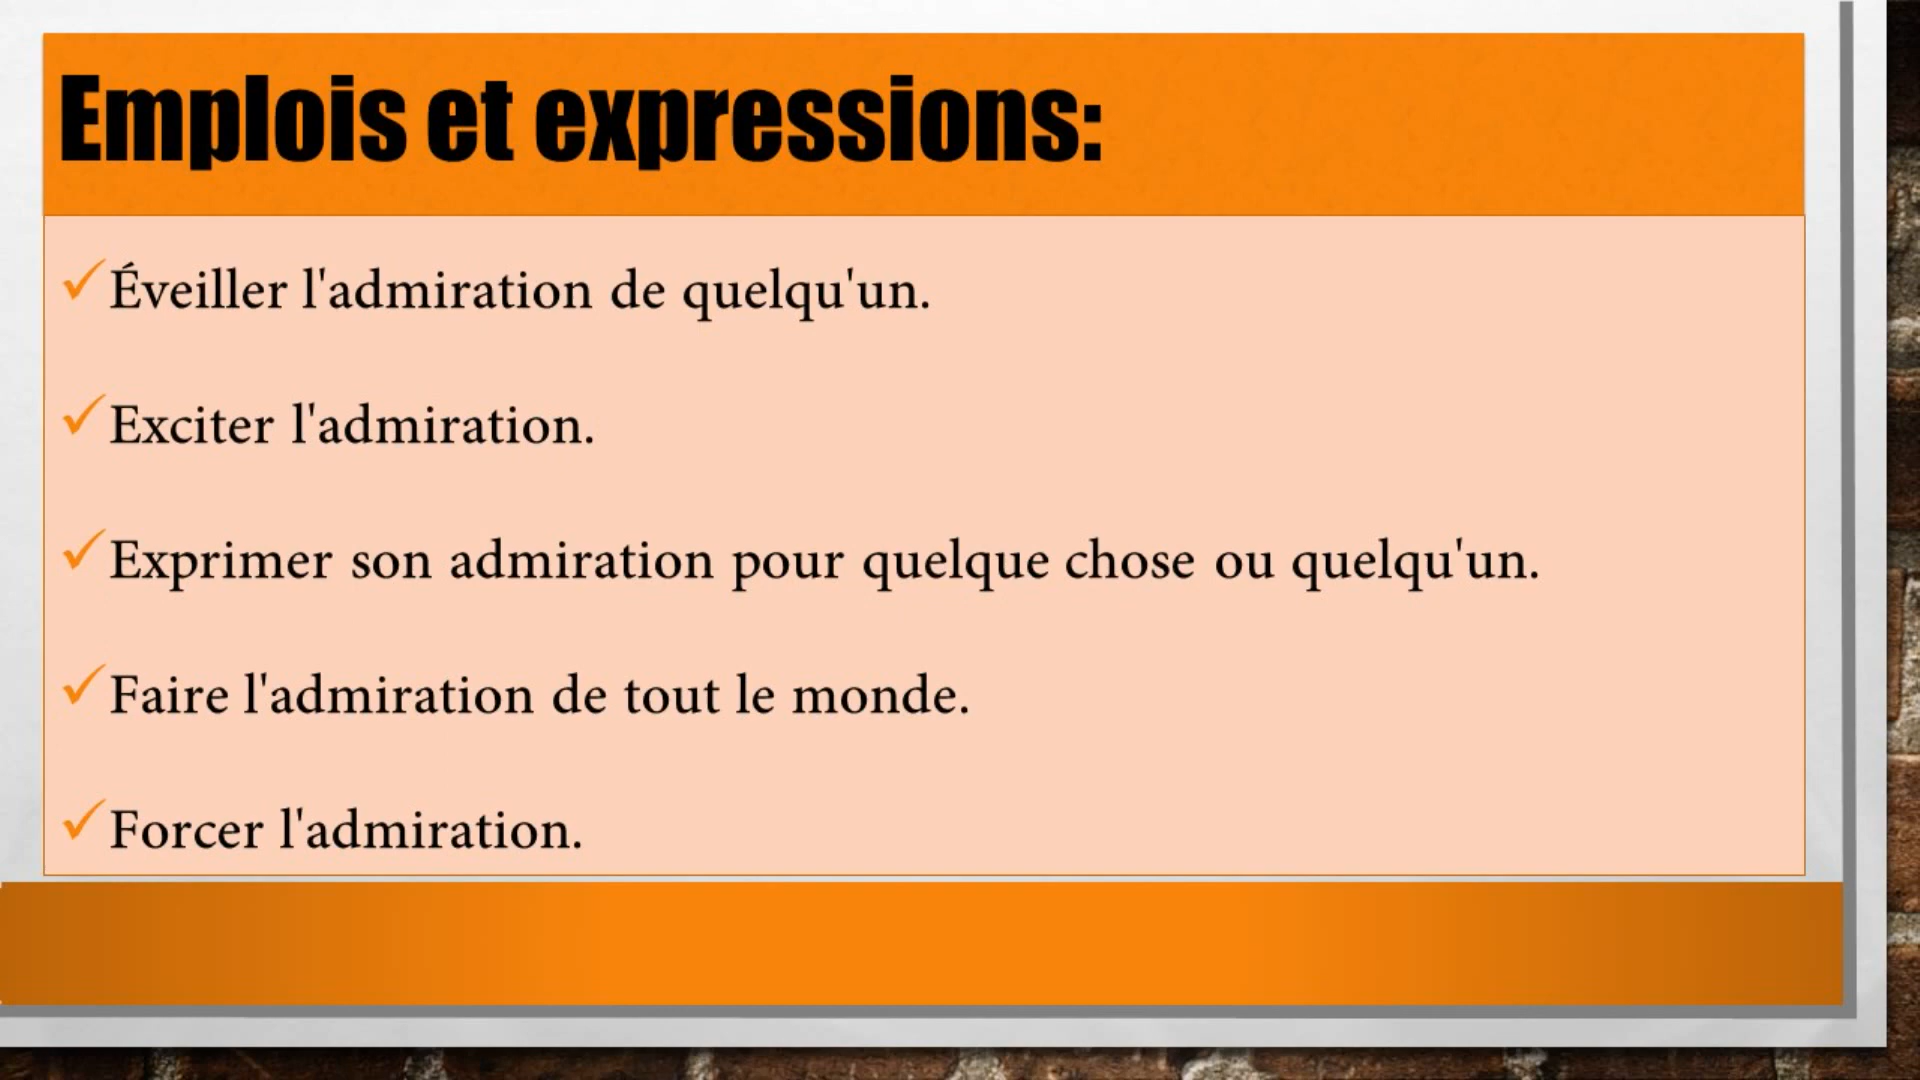 Emplois et expressions:
Éveiller l'admiration de quelqu'un.
Exciter l'admiration.
Exprimer son admiration pour quelque chose ou quelqu'un.
Faire l'admiration de tout le monde.
Forcer l'admiration.